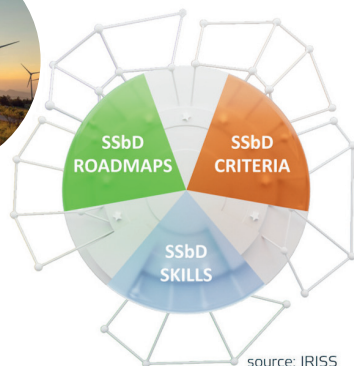 SSbD
ROADMAPS
SSbD
CRITERIA
SSbD
SKILLS
source: IRISS